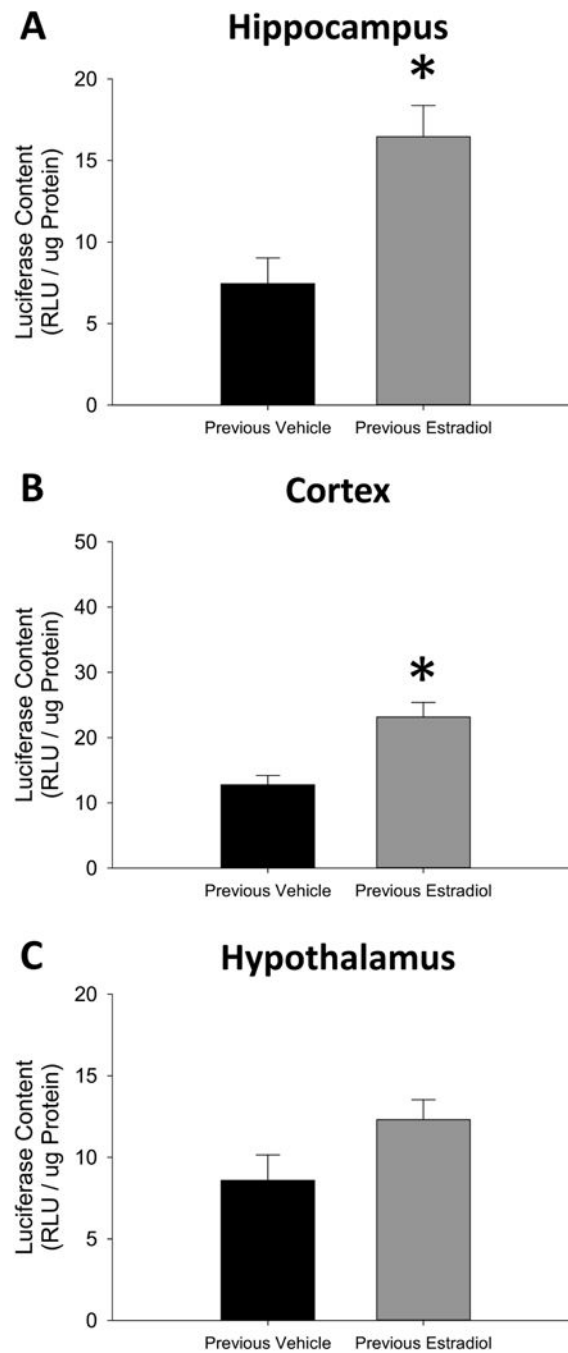 A Hippocampus
*
20
15
10
5
0
Luciferase Content
(RLU / ug Protein)
Previous Vehicle Previous Estradiol
B Cortex
50
40
30
20
10
0
*
Luciferase Content
(RLU / ug Protein)
Previous Vehicle Previous Estradiol
C Hypothalamus
20
15
10
5
0
Luciferase Content
(RLU / ug Protein)
Previous Vehicle Previous Estradiol